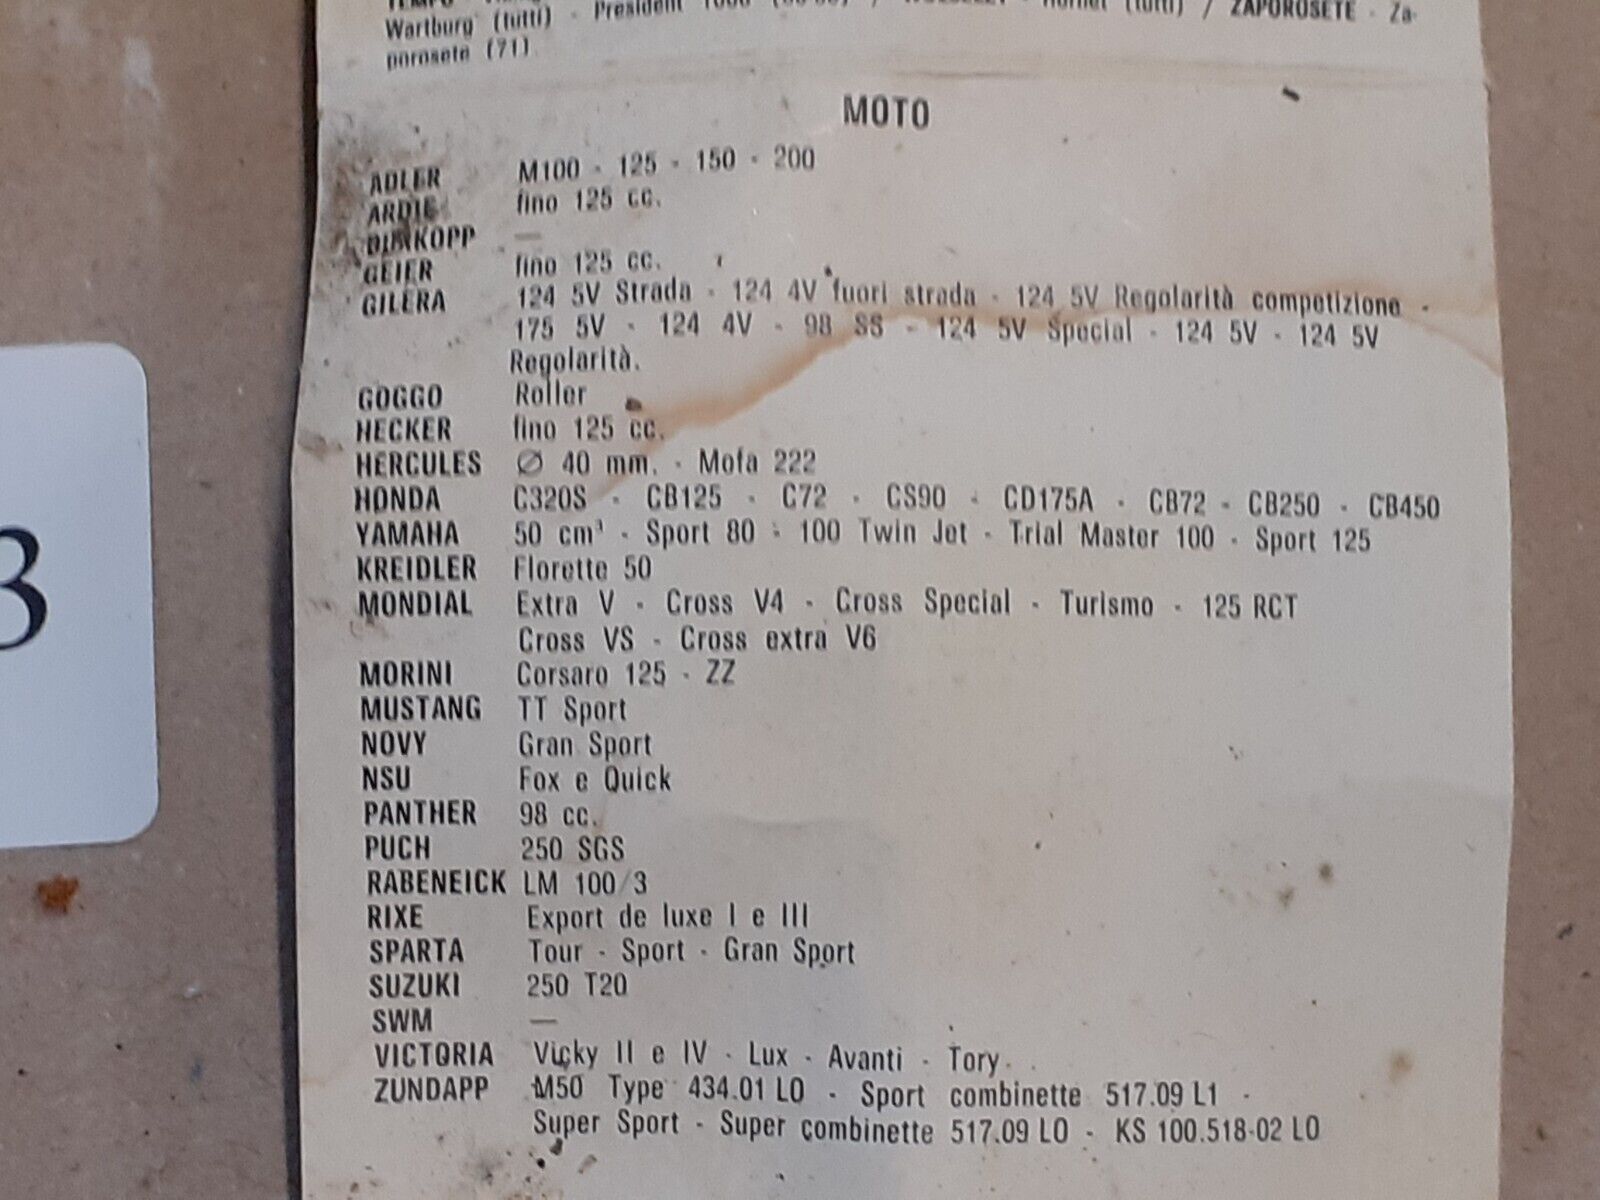 Wartburg (tutti) - President 1000 / Hornet (tutti) / ZAPOROSETE - Za-
porosete (71)
MOTO
ADLER M100 - 125 - 150 - 200
ARDIE fino 125 cc.
DURKOPP —
GEIER fino 125 cc.
GILERA 124 5V Strada - 124 4V fuori strada - 124 5V Regolarità competizione -
175 5V - 124 4V - 98 SS - 124 5V Special - 124 5V - 124 5V
Regolarità.
GOGGO Roller
HECKER fino 125 cc.
HERCULES Ø 40 mm. - Mofa 222
HONDA C320S - CB125 - C72 - CS90 - CD175A - CB72 - CB250 - CB450
YAMAHA 50 cm³ - Sport 80 - 100 Twin Jet - Trial Master 100 - Sport 125
KREIDLER Florette 50
MONDIAL Extra V - Cross V4 - Cross Special - Turismo - 125 RCT
Cross VS - Cross extra V6
MORINI Corsaro 125 - ZZ
MUSTANG TT Sport
NOVY Gran Sport
NSU Fox e Quick
PANTHER 98 cc.
PUCH 250 SGS
RABENEICK LM 100/3
RIXE Export de luxe I e III
SPARTA Tour - Sport - Gran Sport
SUZUKI 250 T20
SWM —
VICTORIA Vicky II e IV - Lux - Avanti - Tory.
ZUNDAPP M50 Type 434.01 LO - Sport combinette 517.09 L1 -
Super Sport - Super combinette 517.09 LO - KS 100.518-02 LO
3